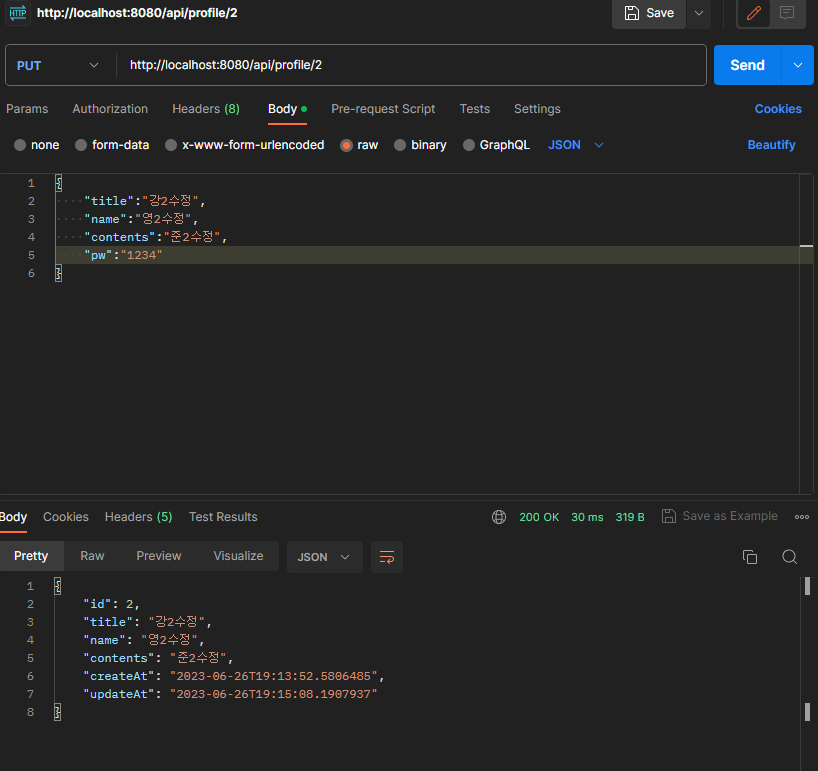 HTTP http://localhost:8080/api/profile/2 Save
PUT http://localhost:8080/api/profile/2 Send
Params Authorization Headers (8) Body Pre-request Script Tests Settings Cookies
none form-data x-www-form-urlencoded raw binary GraphQL JSON Beautify
1 {
2 "title":"강2수정",
3 "name":"영2수정",
4 "contents":"준2수정",
5 "pw":"1234"
6 }
Body Cookies Headers (5) Test Results 200 OK 30 ms 319 B Save as Example
Pretty Raw Preview Visualize JSON
1 {
2 "id": 2,
3 "title": "강2수정",
4 "name": "영2수정",
5 "contents": "준2수정",
6 "createAt": "2023-06-26T19:13:52.5806485",
7 "updateAt": "2023-06-26T19:15:08.1907937"
8 }